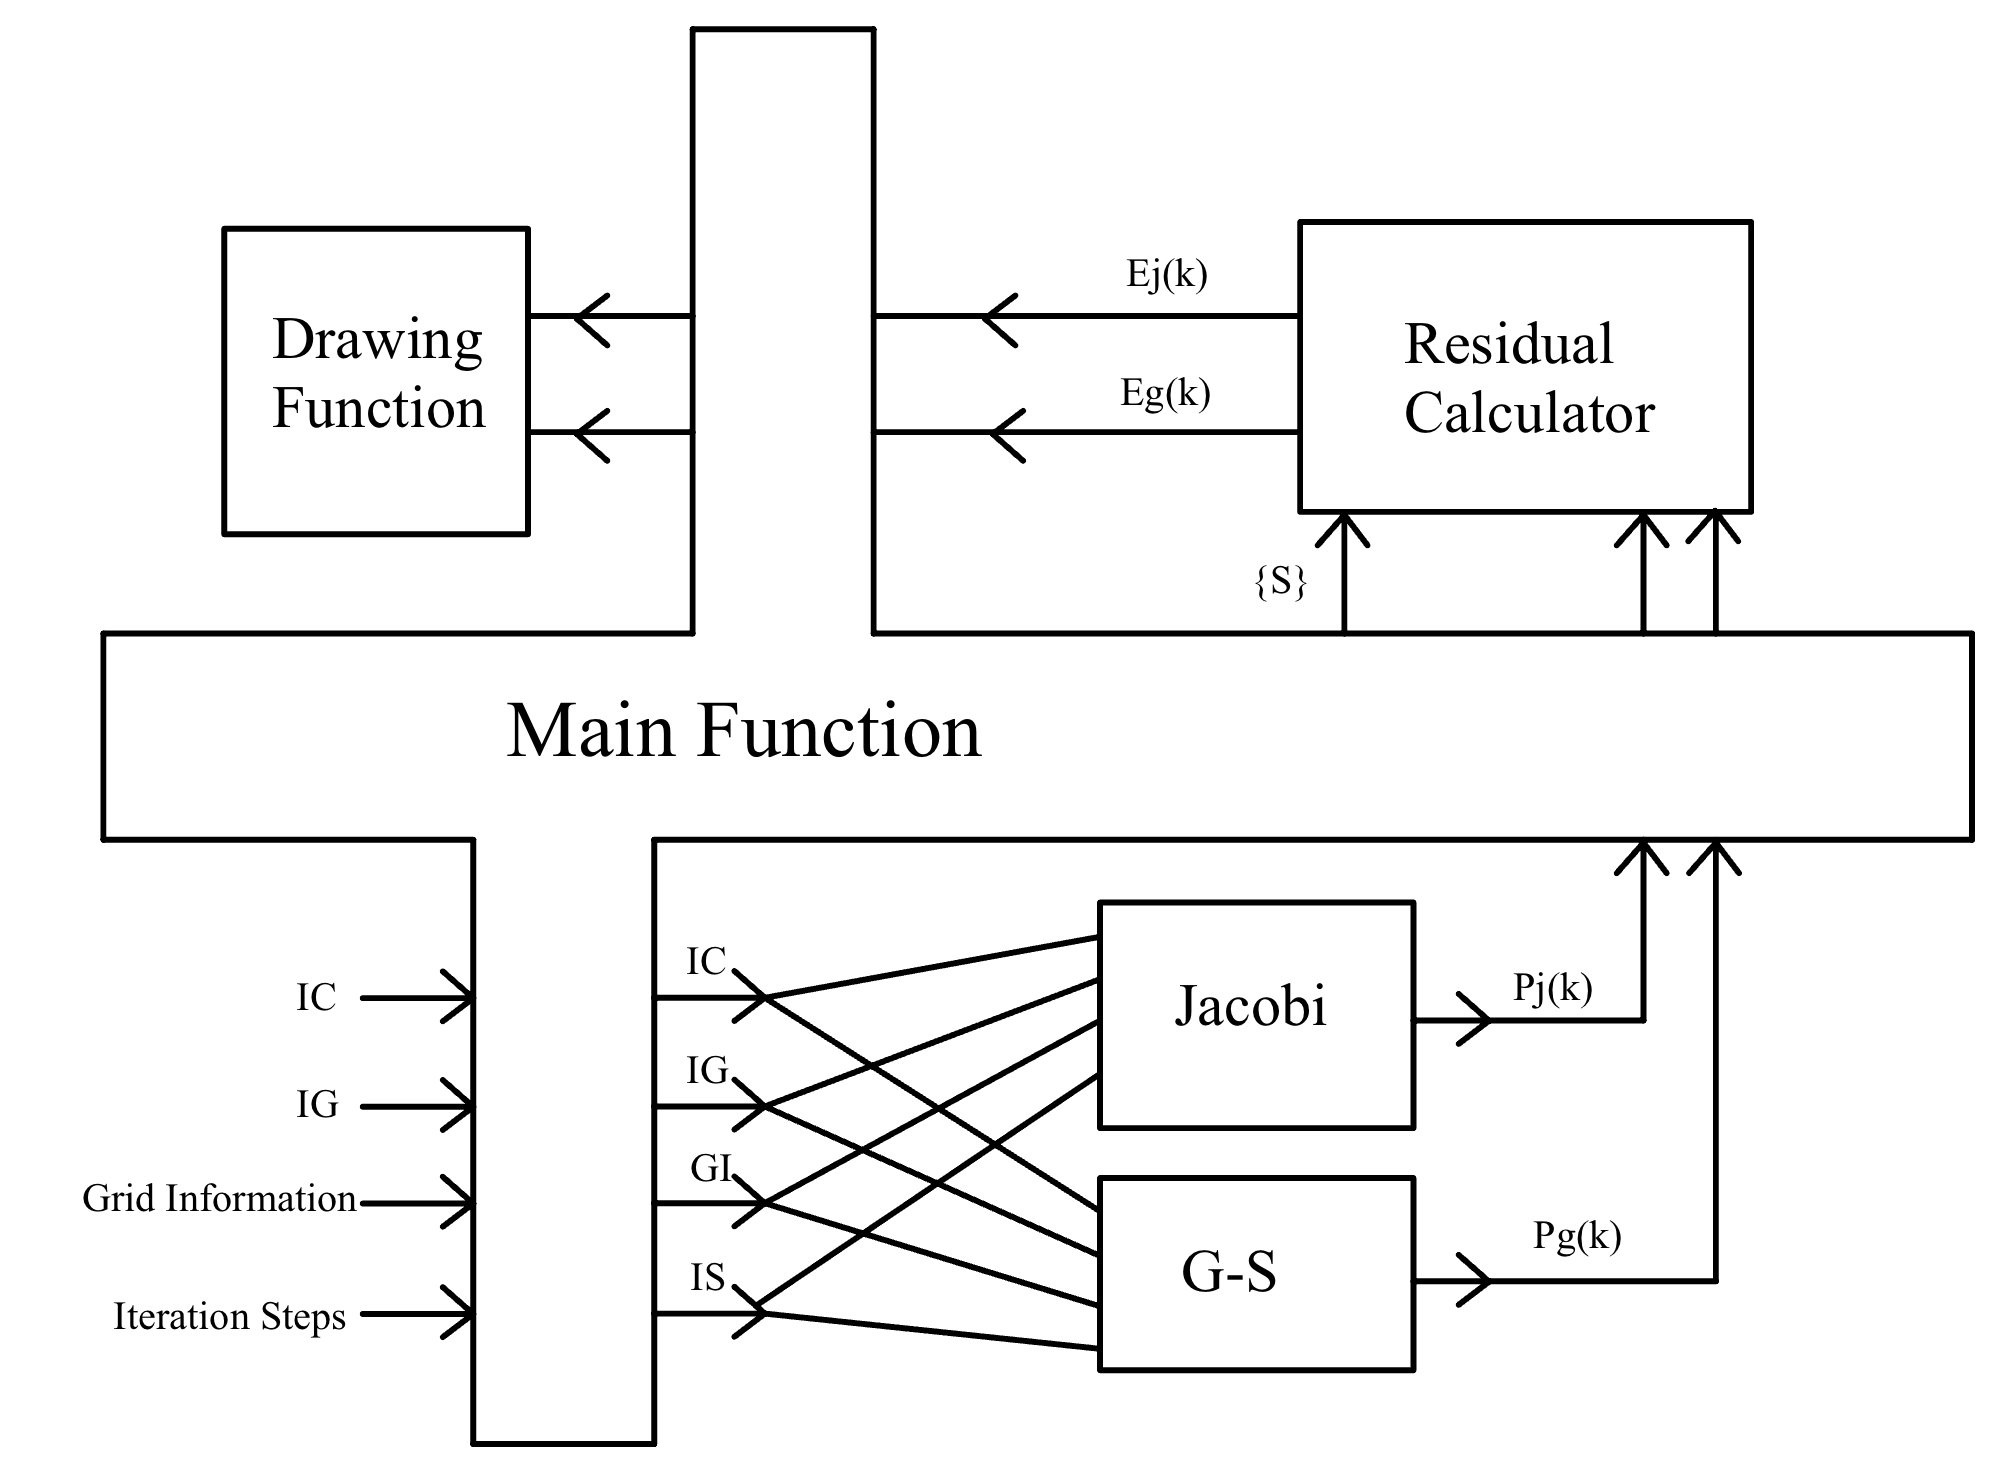 Ej(k)
Drawing
Function
Residual
Calculator
Eg(k)
{S}
Main Function
IC
IC
Jacobi
Pj(k)
IG
IG
GI
Grid Information
G-S
Pg(k)
IS
Iteration Steps